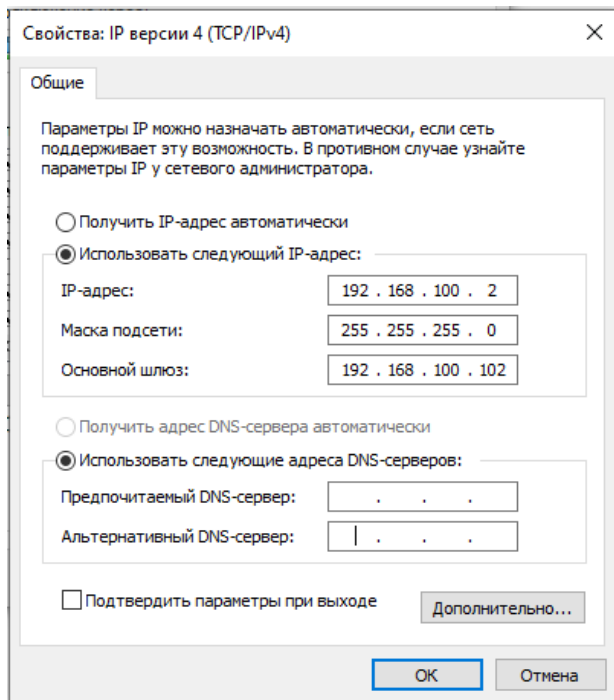 Свойства: IP версии 4 (TCP/IPv4)
Общие
Параметры IP можно назначать автоматически, если сеть
поддерживает эту возможность. В противном случае узнайте
параметры IP у сетевого администратора.
Получить IP-адрес автоматически
Использовать следующий IP-адрес:
IP-адрес: 192 . 168 . 100 . 2
Маска подсети: 255 . 255 . 255 . 0
Основной шлюз: 192 . 168 . 100 . 102
Получить адрес DNS-сервера автоматически
Использовать следующие адреса DNS-серверов:
Предпочитаемый DNS-сервер: . . .
Альтернативный DNS-сервер: . . .
Подтвердить параметры при выходе
Дополнительно...
ОК
Отмена